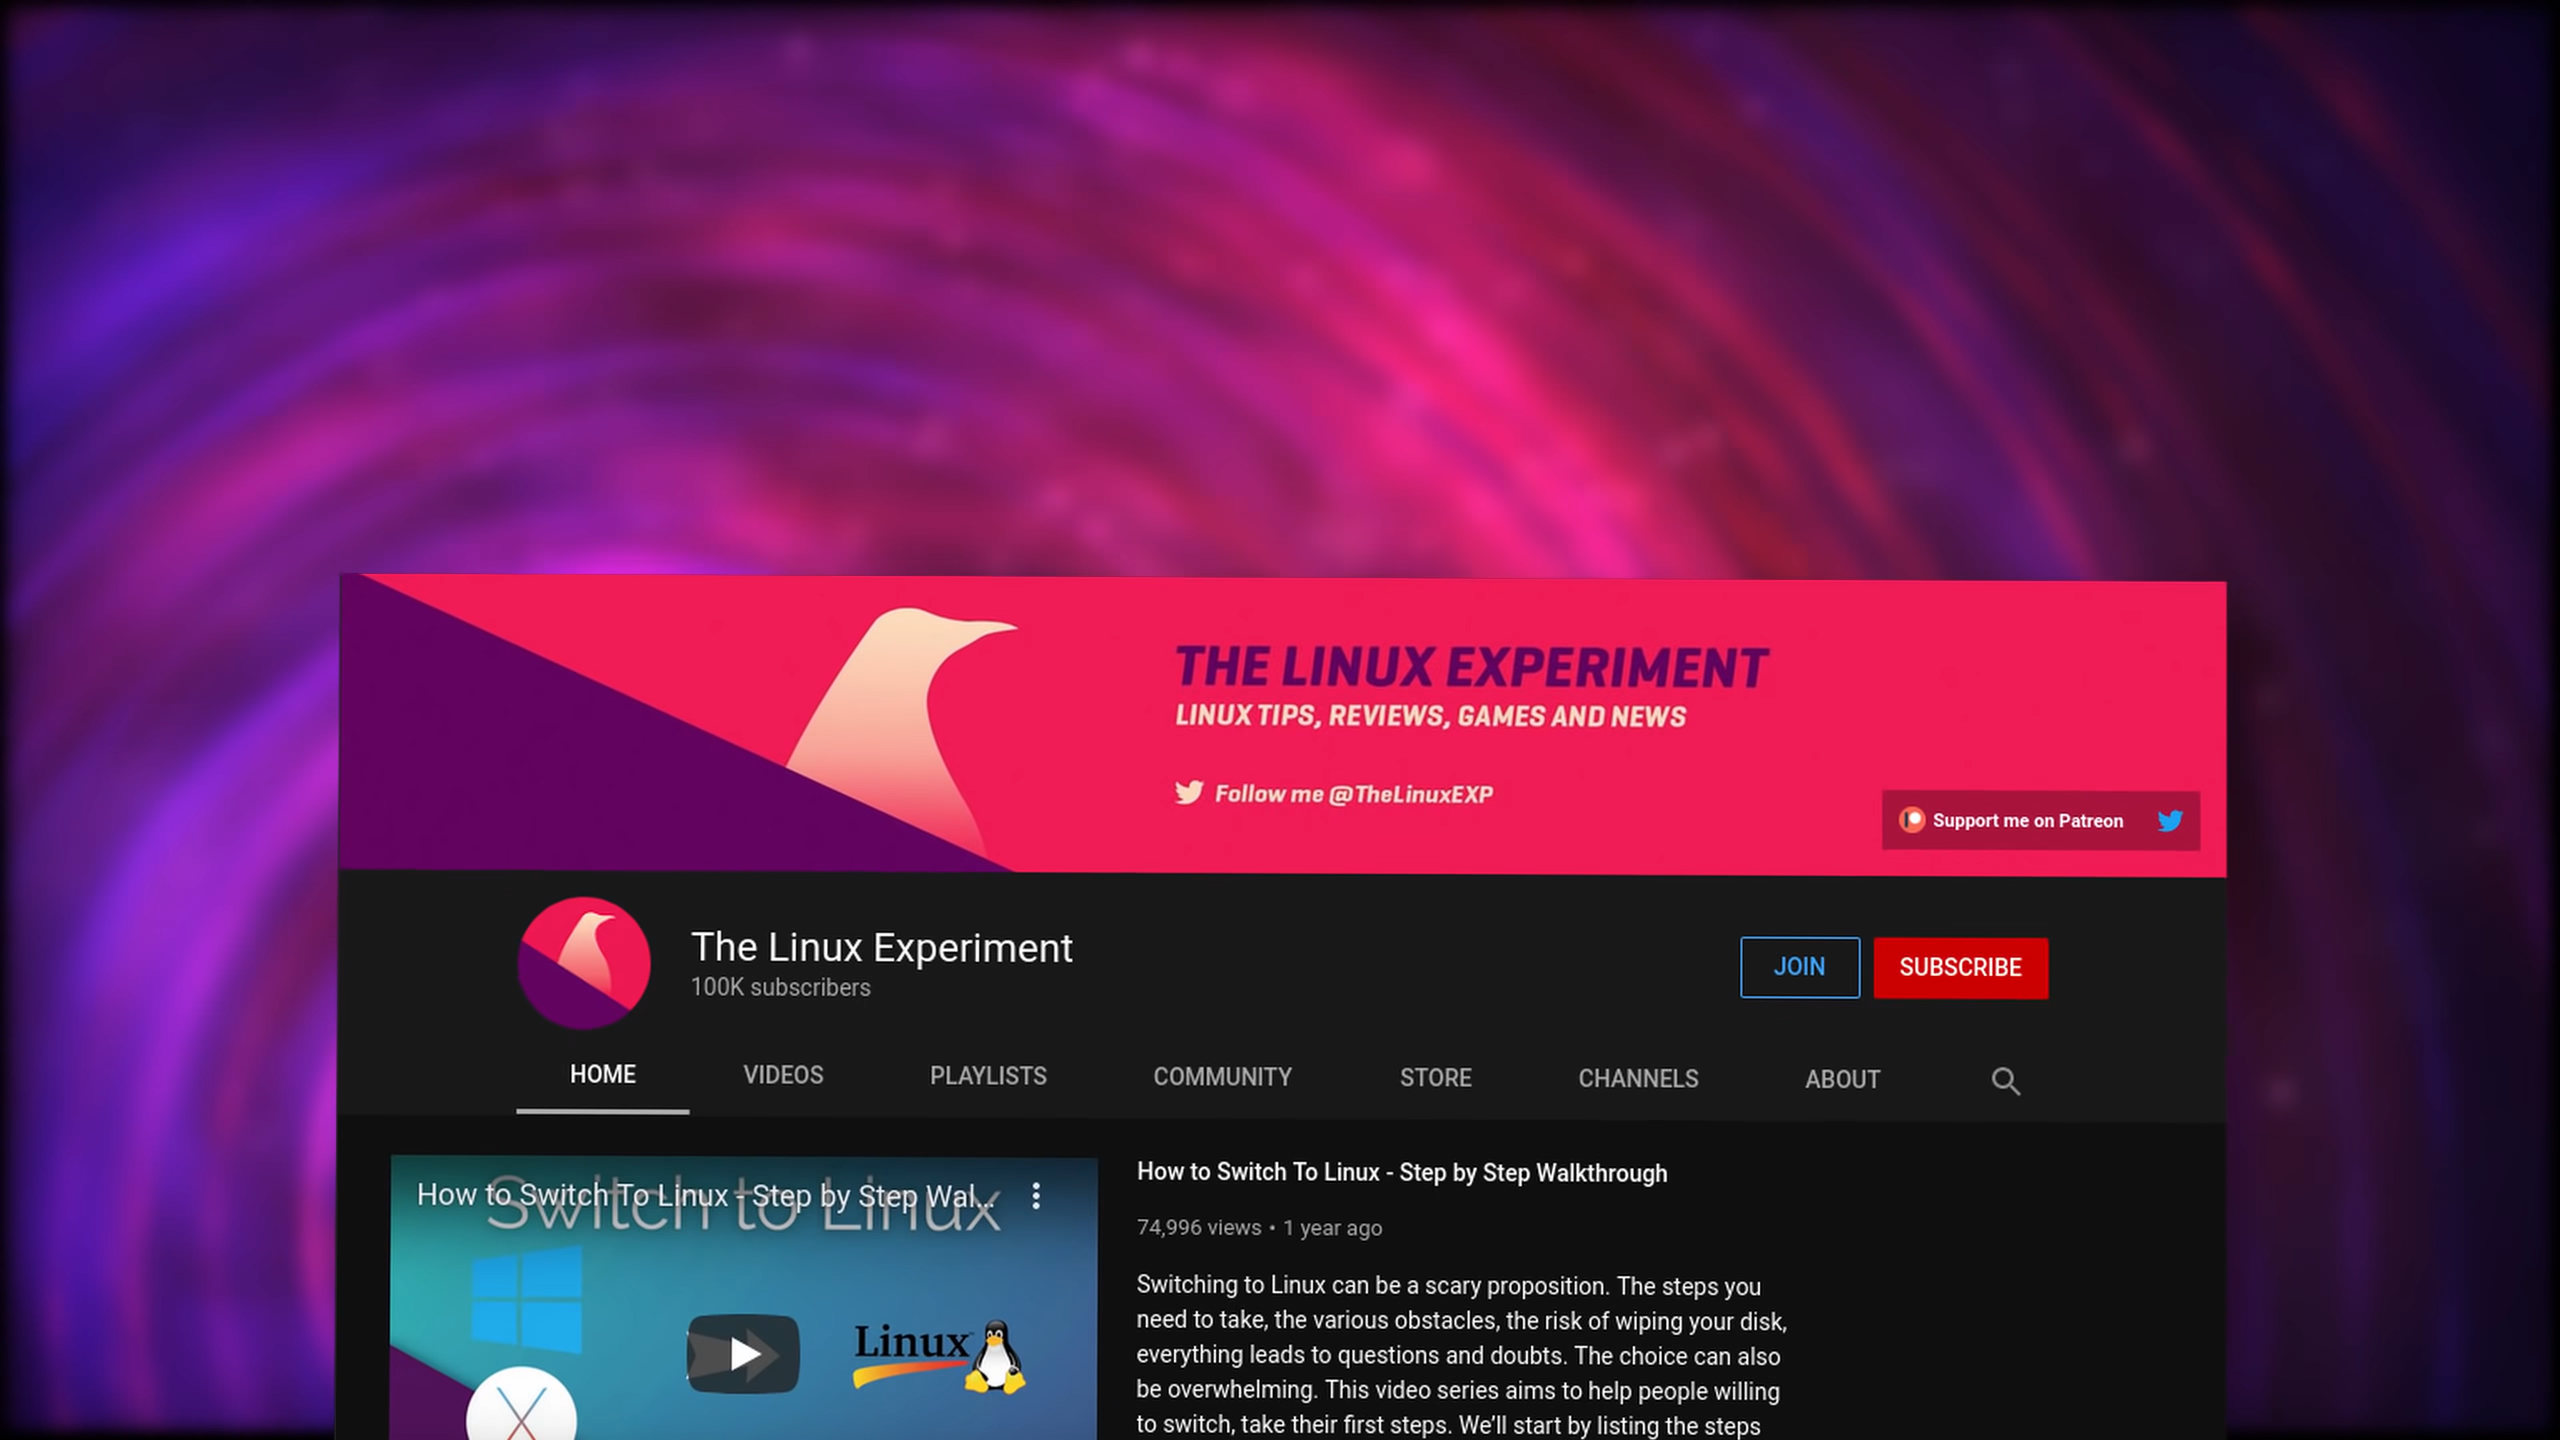 THE LINUX EXPERIMENT
LINUX TIPS, REVIEWS, GAMES AND NEWS
Follow me @TheLinuxEXP
Support me on Patreon
The Linux Experiment
100K subscribers
JOIN
SUBSCRIBE
HOME
VIDEOS
PLAYLISTS
COMMUNITY
STORE
CHANNELS
ABOUT
Switch to Linux
How to Switch To Linux - Step by Step Wal...
Linux
How to Switch To Linux - Step by Step Walkthrough
74,996 views • 1 year ago
Switching to Linux can be a scary proposition. The steps you
need to take, the various obstacles, the risk of wiping your disk,
everything leads to questions and doubts. The choice can also
be overwhelming. This video series aims to help people willing
to switch, take their first steps. We'll start by listing the steps